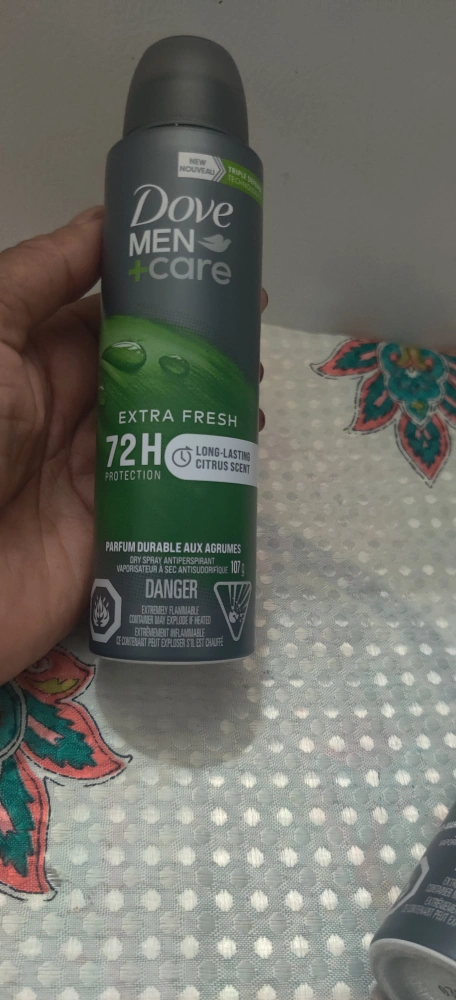 NEW
NOUVEAU
TRIPLE
Dove
MEN
+care
EXTRA FRESH
72H
PROTECTION
LONG-LASTING
CITRUS SCENT
PARFUM DURABLE AUX AGRUMES
DRY SPRAY ANTIPERSPIRANT
VAPORISATEUR À SEC ANTISUDORIFIQUE 107 g
DANGER
EXTREMELY FLAMMABLE
CONTAINER MAY EXPLODE IF HEATED
EXTRÊMEMENT INFLAMMABLE
CE CONTENANT PEUT EXPLOSER S'IL EST CHAUFFÉ